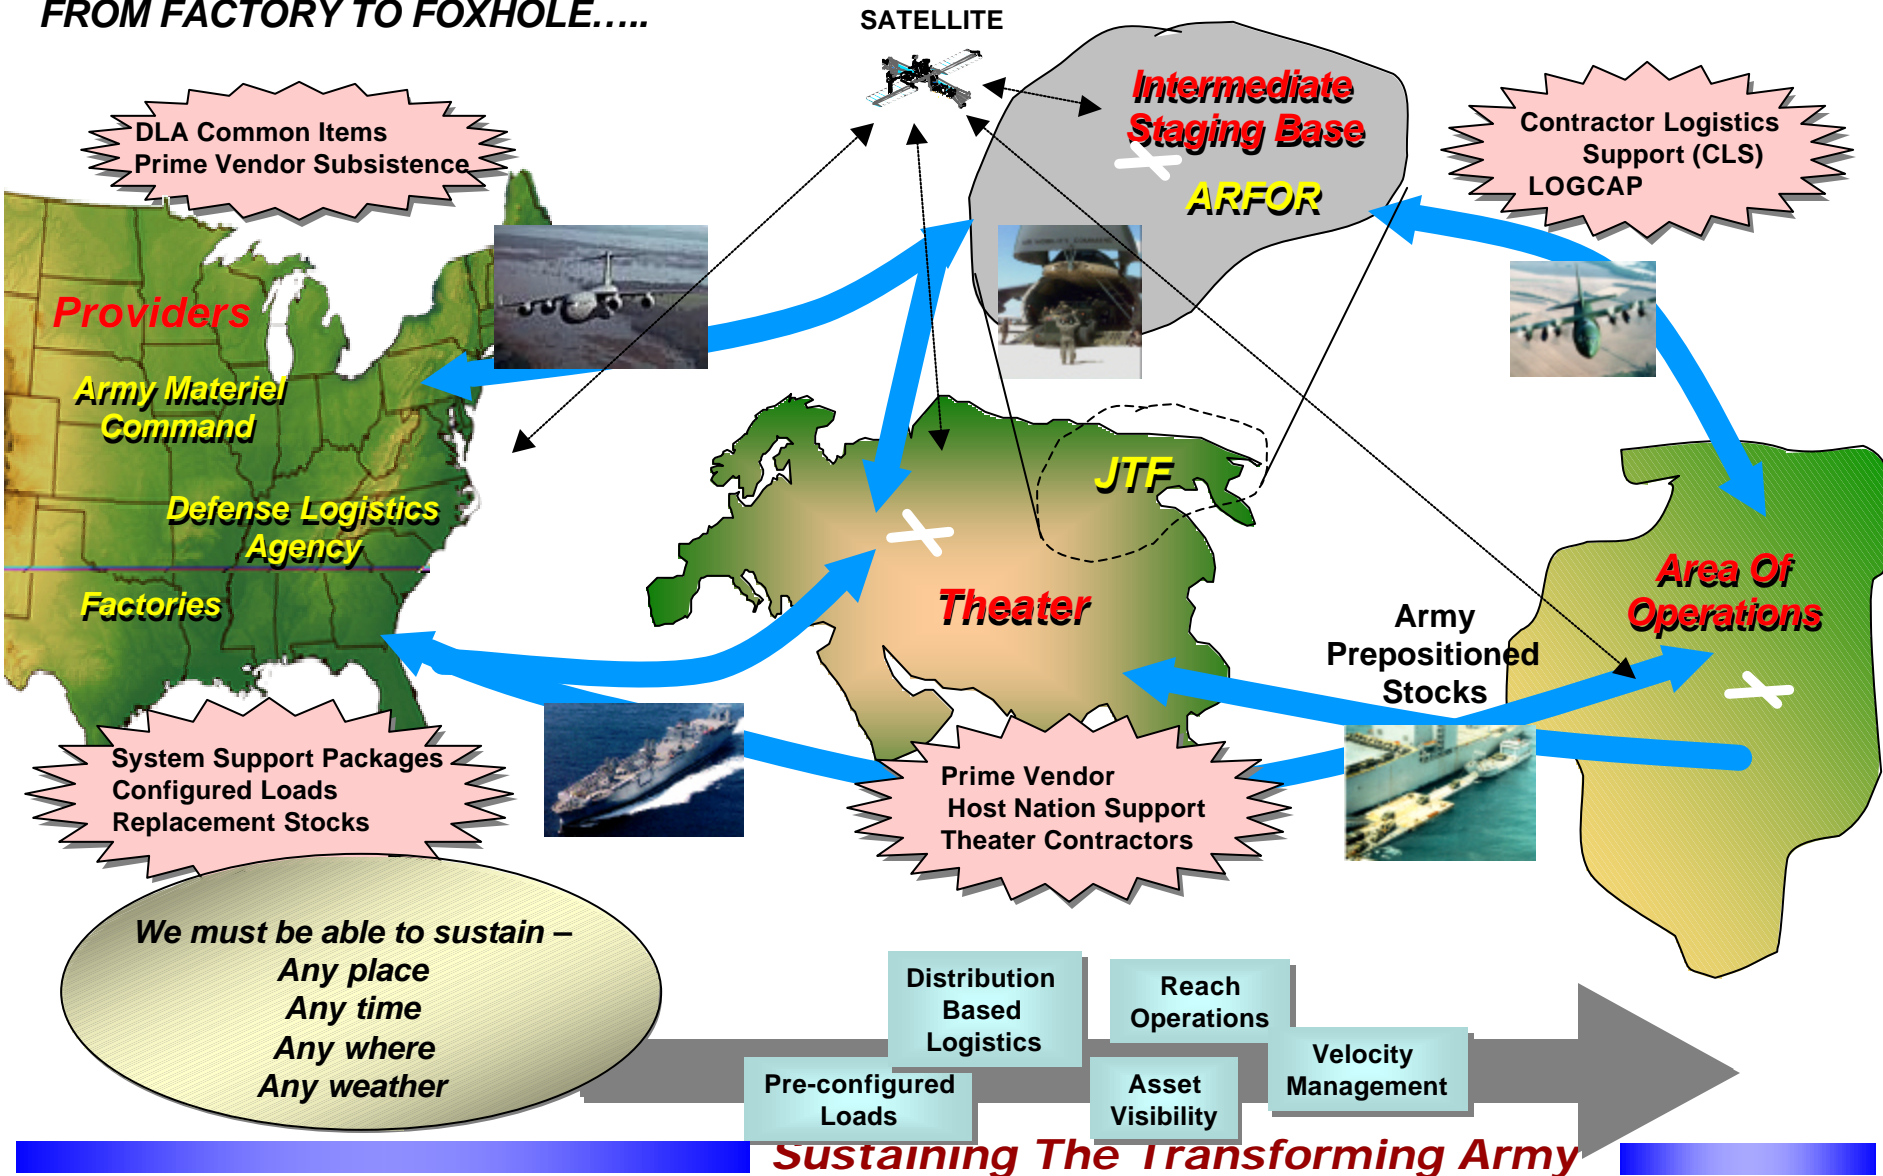 FROM FACTORY TO FOXHOLE…..
SATELLITE
DLA Common Items
Prime Vendor Subsistence
Intermediate
Staging Base
ARFOR
Contractor Logistics
Support (CLS)
LOGCAP
Providers
Army Materiel
Command
Defense Logistics
Agency
Factories
JTF
Theater
Area Of
Operations
Army
Prepositioned
Stocks
System Support Packages
Configured Loads
Replacement Stocks
Prime Vendor
Host Nation Support
Theater Contractors
We must be able to sustain –
Any place
Any time
Any where
Any weather
Distribution
Based
Logistics
Reach
Operations
Velocity
Management
Pre-configured
Loads
Asset
Visibility
Sustaining The Transforming Army